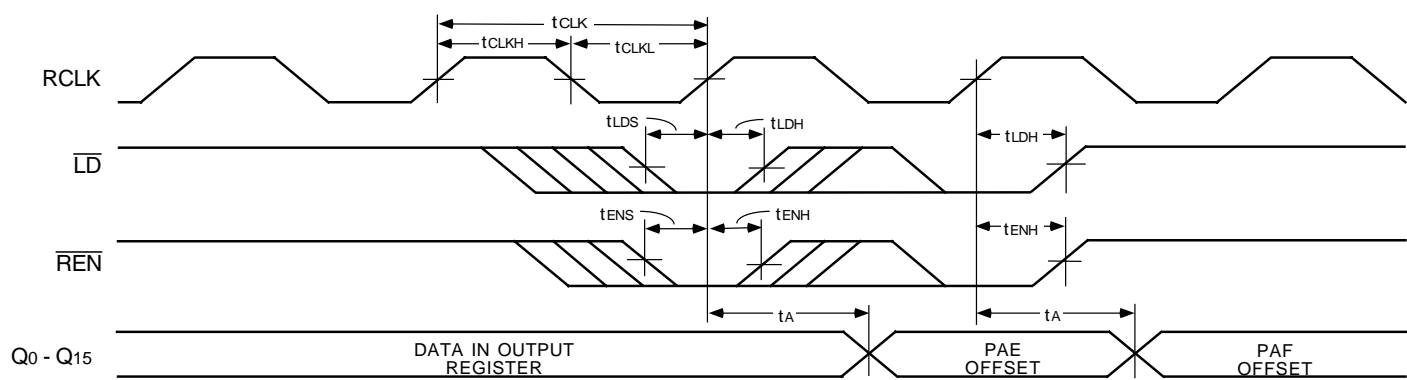 tCLK
tCLKH
tCLKL
RCLK
tLDS
tLDH
tLDH
LD
tENS
tENH
tENH
REN
tA
tA
Q0 - Q15
DATA IN OUTPUT
REGISTER
PAE
OFFSET
PAF
OFFSET